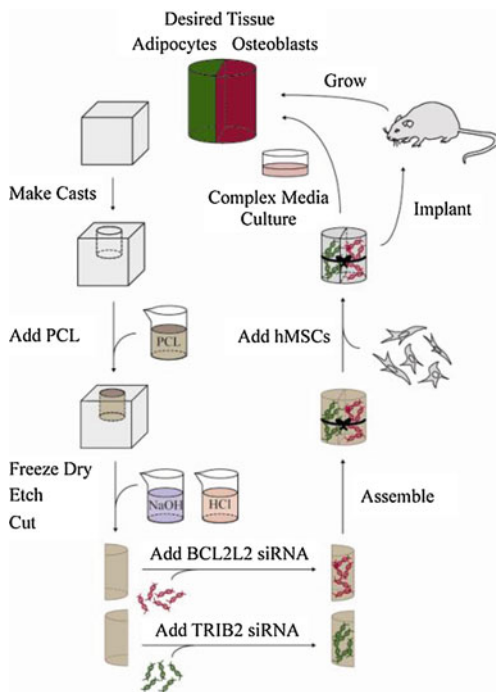 Desired Tissue
Adipocytes Osteoblasts
Grow
Make Casts
Complex Media
Culture
Implant
Add PCL
PCL
Add hMSCs
Freeze Dry
Etch
Cut
NaOH
HCl
Assemble
Add BCL2L2 siRNA
Add TRIB2 siRNA